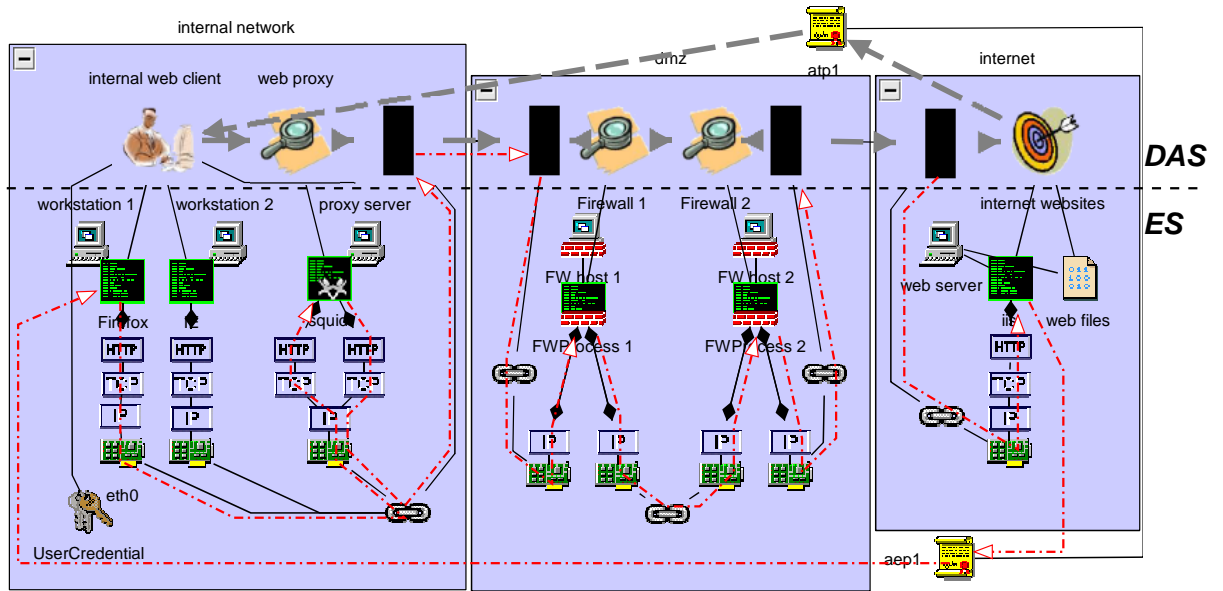 internal network
internal web client
web proxy
dmz
atp1
internet
DAS
ES
workstation 1
workstation 2
proxy server
Firewall 1
Firewall 2
internet websites
FW host 1
FW host 2
web server
Firefox
squid
iis
web files
HTTP
HTTP
HTTP
HTTP
HTTP
FWProcess 1
FWProcess 2
TCP
TCP
TCP
TCP
TCP
IP
IP
IP
IP
IP
IP
IP
IP
011
100
010
eth0
UserCredential
aep1